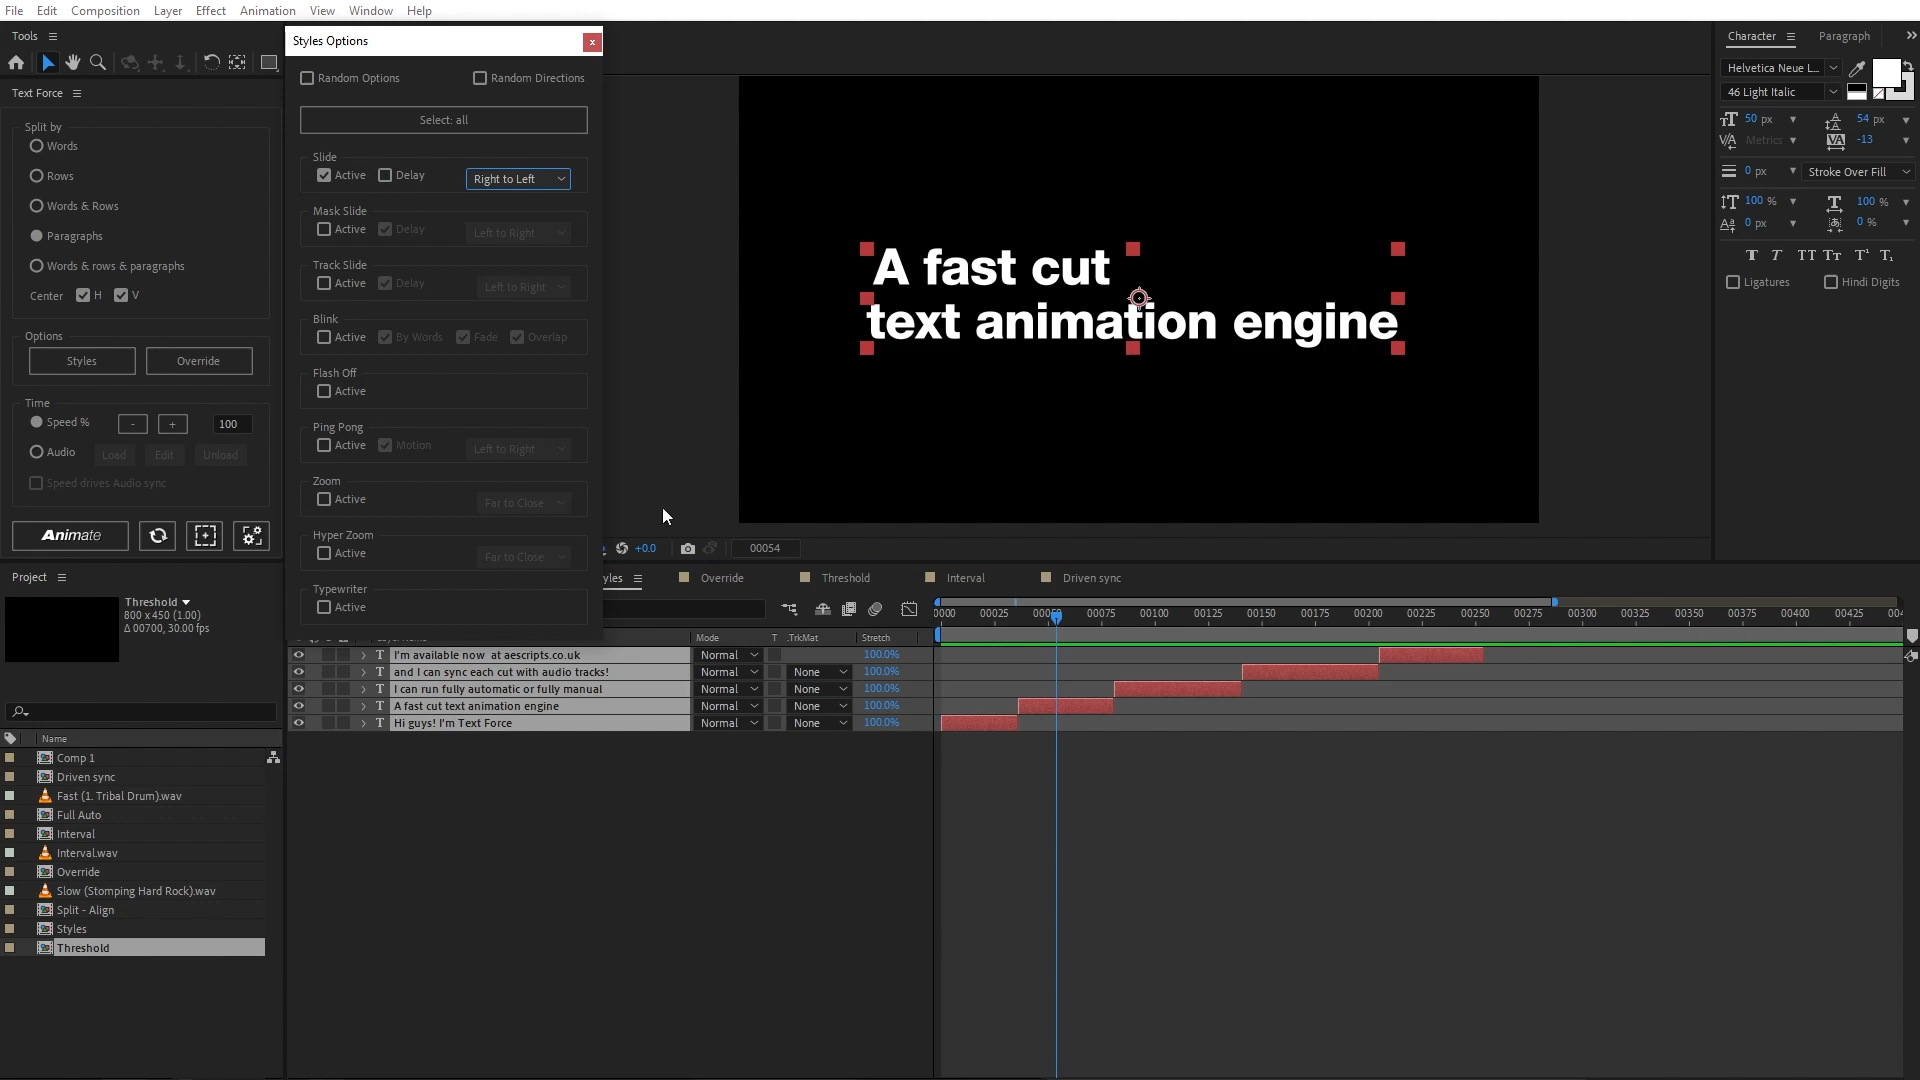 File Edit Composition Layer Effect Animation View Window Help
Tools
Text Force
Split by
Words
Rows
Words & Rows
Paragraphs
Words & rows & paragraphs
Center H V
Options
Styles Override
Time
Speed % - + 100
Audio Load Edit Unload
Speed drives Audio sync
Animate
Styles Options x
Random Options Random Directions
Select: all
Slide
Active Delay Right to Left
Mask Slide
Active Delay Left to Right
Track Slide
Active Delay Left to Right
Blink
Active By Words Fade Overlap
Flash Off
Active
Ping Pong
Active Motion Left to Right
Zoom
Active Far to Close
Hyper Zoom
Active Far to Close
Typewriter
Active
A fast cut
text animation engine
+0.0 00054
Character Paragraph
Helvetica Neue L...
46 Light Italic
50 px 54 px
Metrics -13
0 px Stroke Over Fill
100 % 100 %
0 px 0 %
T T TT Tt T¹ T₁
Ligatures Hindi Digits
Project
Threshold
800 x 450 (1.00)
Δ 00700, 30.00 fps
Name
Comp 1
Driven sync
Fast (1. Tribal Drum).wav
Full Auto
Interval
Interval.wav
Override
Slow (Stomping Hard Rock).wav
Split - Align
Styles
Threshold
yles Override Threshold Interval Driven sync
0000 00025 00050 00075 00100 00125 00150 00175 00200 00225 00250 00275 00300 00325 00350 00375 00400 00425 004
Mode T .TrkMat Stretch
T I'm available now at aescripts.co.uk Normal 100.0%
T and I can sync each cut with audio tracks! Normal None 100.0%
T I can run fully automatic or fully manual Normal None 100.0%
T A fast cut text animation engine Normal None 100.0%
T Hi guys! I'm Text Force Normal None 100.0%